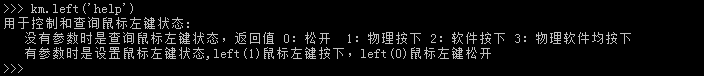 >>> km.left('help')
用于控制和查询鼠标左键状态:
没有参数时是查询鼠标左键状态，返回值 0: 松开 1: 物理按下 2: 软件按下 3: 物理软件均按下
有参数时是设置鼠标左键状态,left(1)鼠标左键按下，left(0)鼠标左键松开
>>>